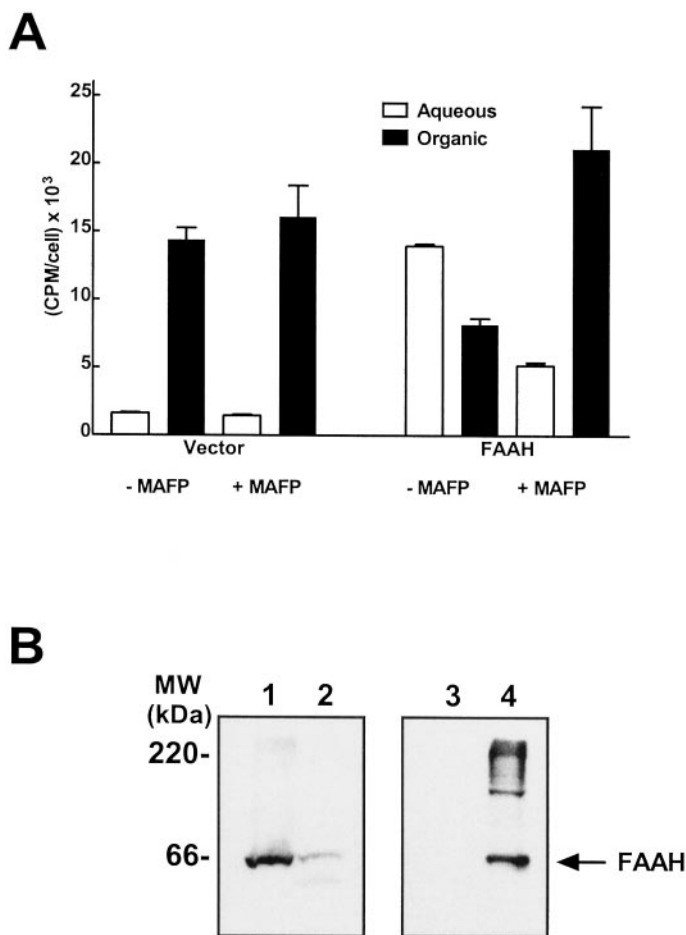 A
25
20
15
10
5
0
(CPM/cell) x 10³
Aqueous
Organic
Vector
FAAH
- MAFP + MAFP - MAFP + MAFP
B
MW
(kDa)
1 2 3 4
220-
66-
FAAH